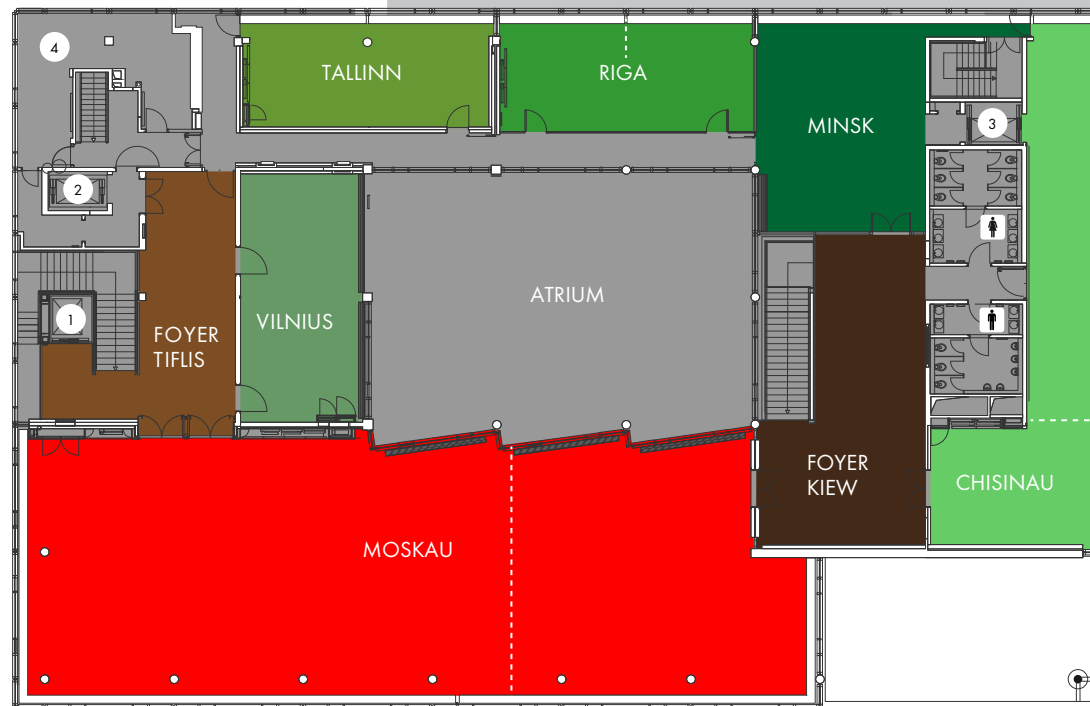 4
TALLINN
RIGA
MINSK
3
2
ATRIUM
VILNIUS
1
FOYER
TIFLIS
FOYER
KIEW
CHISINAU
MOSKAU